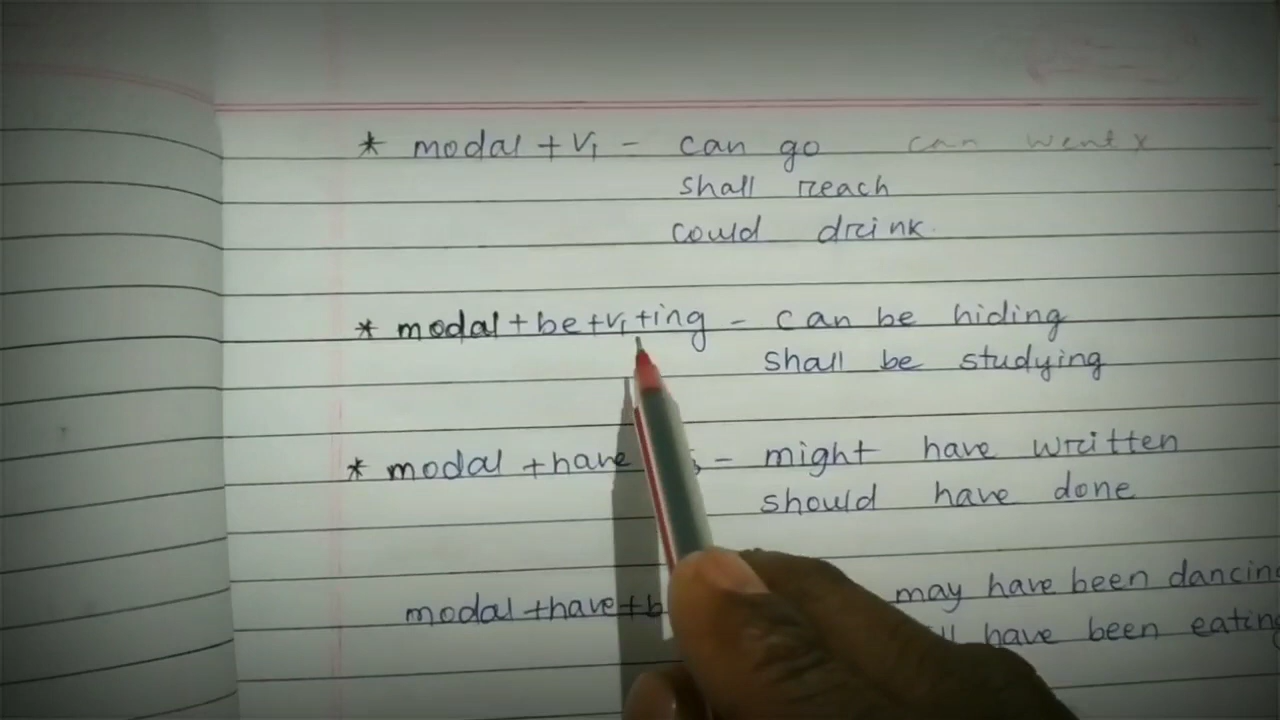 * modal + V1 - can go can went x
shall reach
could drink.
* modal + be + V1 + ing - can be hiding
shall be studying
* modal + have - might have written
should have done
modal + have + b may have been dancing
have been eating